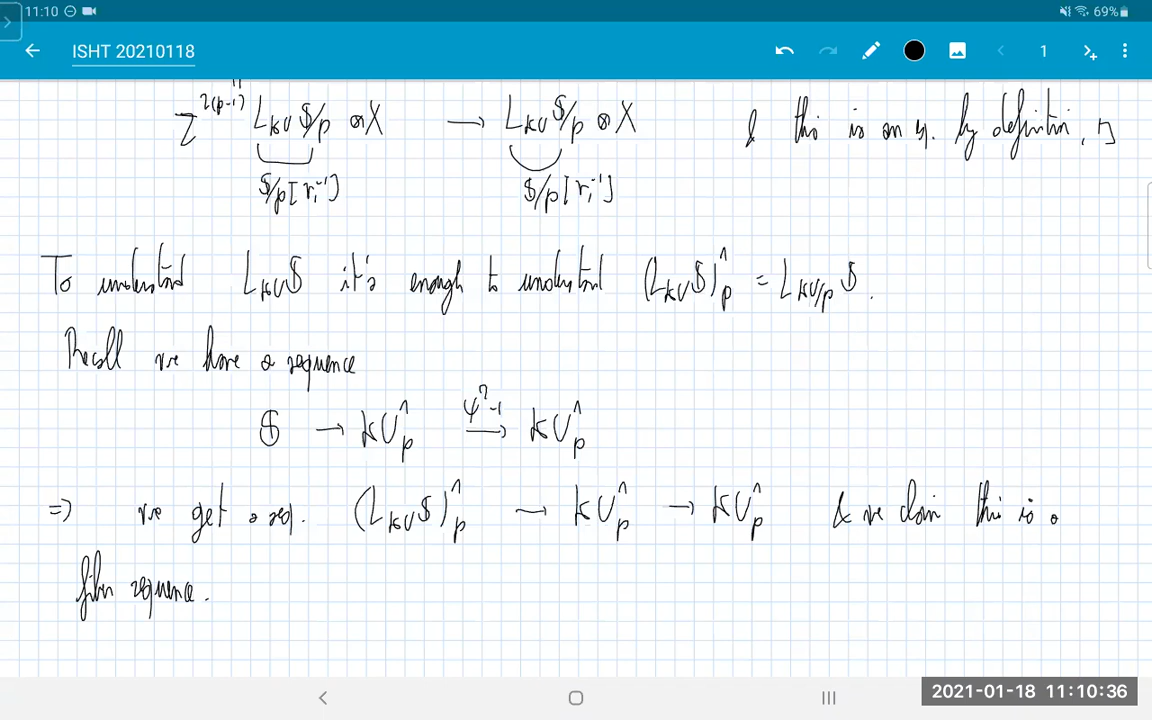 11:10 69%
ISHT 20210118 1
Σ^{2(p-1)} L_{KU} 𝕊/p ⊗ X → L_{KU} 𝕊/p ⊗ X & this is an eq. by definition.
𝕊/p[v_1^{-1}] 𝕊/p[v_1^{-1}]
To understand L_{KU}𝕊 it's enough to understand (L_{KU}𝕊)^∧_p = L_{KU/p} 𝕊.
Recall we have a sequence
𝕊 → KU^∧_p \xrightarrow{ψ^?-1} KU^∧_p
⇒ we get a seq. (L_{KU}𝕊)^∧_p → KU^∧_p → KU^∧_p & we claim this is a
fiber sequence.
2021-01-18 11:10:36